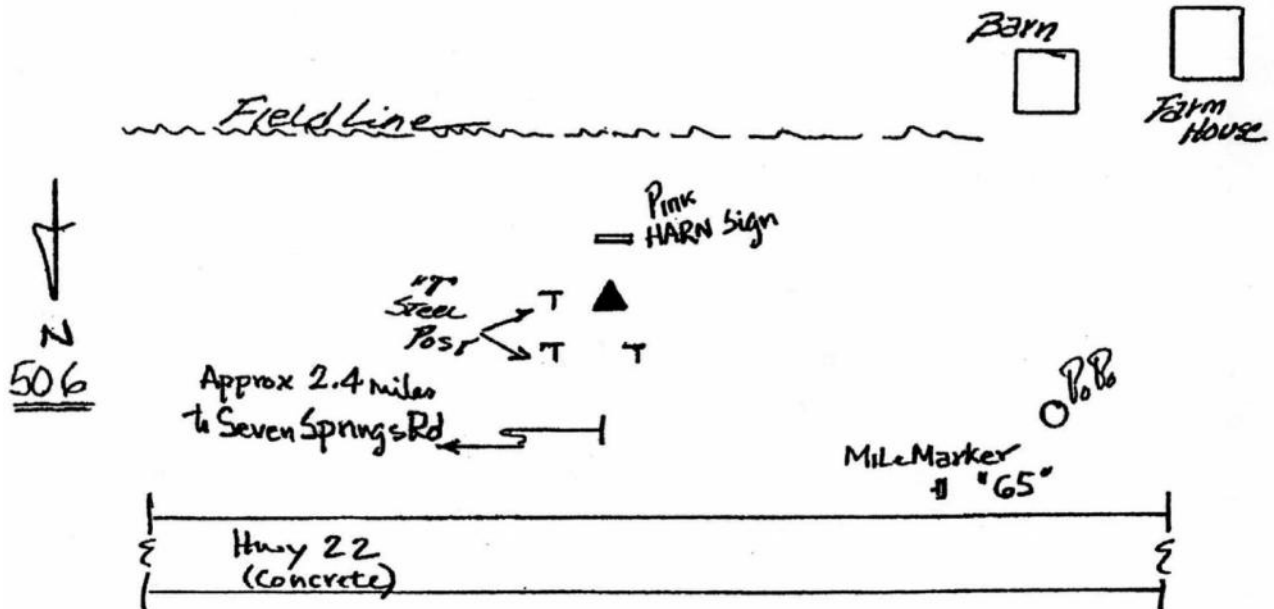 Barn
Farm
House
Field Line
Pink
HARN Sign
"T"
Steel
Post
T
T T
N
506
Approx 2.4 miles
to Seven Springs Rd
P.P.
Mile Marker
"65"
Hwy 22
(Concrete)